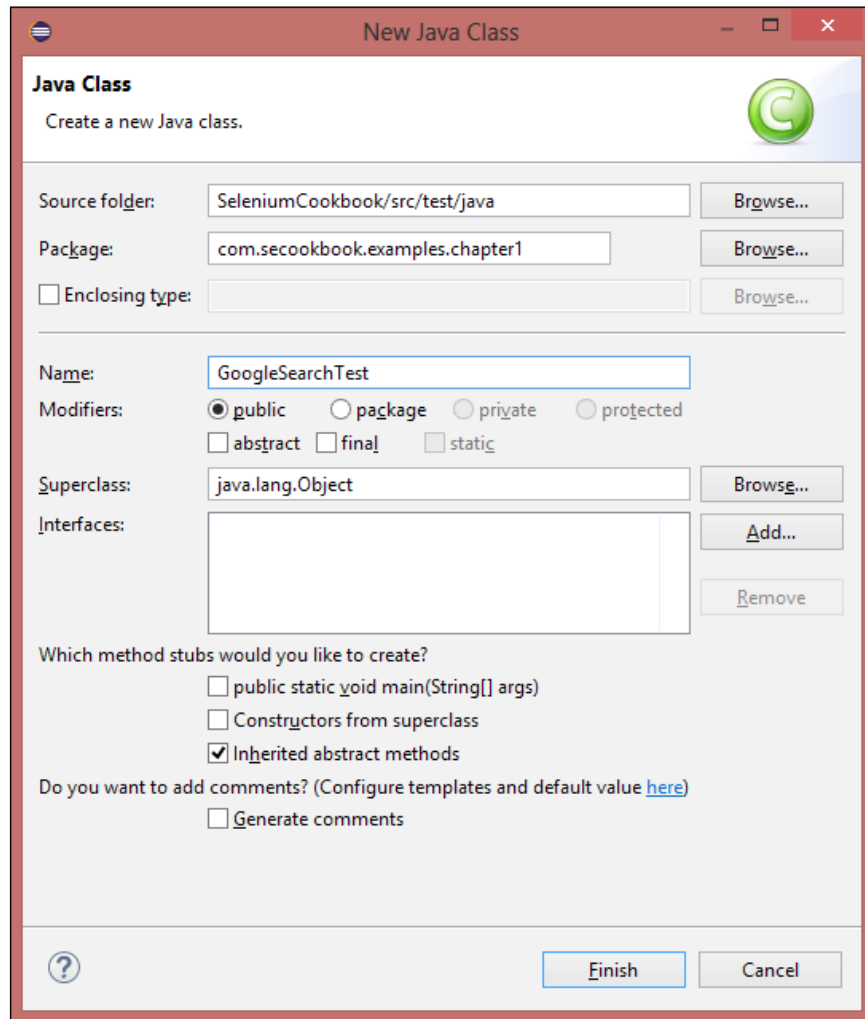 New Java Class
Java Class
Create a new Java class.
Source folder: SeleniumCookbook/src/test/java Browse...
Package: com.secookbook.examples.chapter1 Browse...
Enclosing type: Browse...
Name: GoogleSearchTest
Modifiers: public package private protected
abstract final static
Superclass: java.lang.Object Browse...
Interfaces: Add...
Remove
Which method stubs would you like to create?
public static void main(String[] args)
Constructors from superclass
Inherited abstract methods
Do you want to add comments? (Configure templates and default value here)
Generate comments
? Finish Cancel